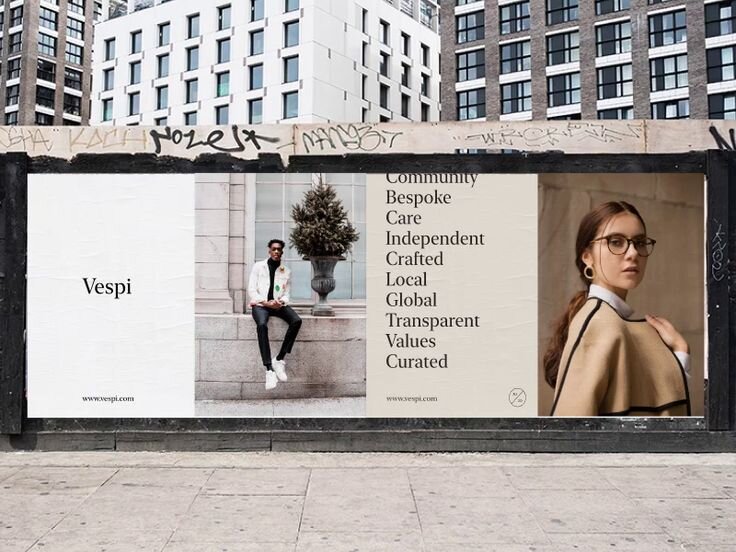 Vespi
www.vespi.com
Community
Bespoke
Care
Independent
Crafted
Local
Global
Transparent
Values
Curated
www.vespi.com